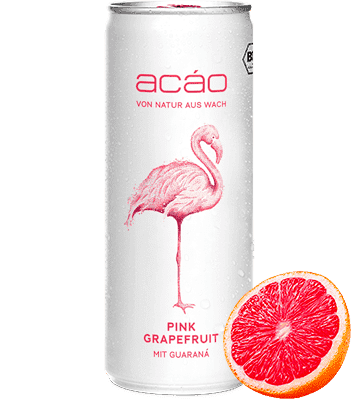 acáo
VON NATUR AUS WACH
PINK
GRAPEFRUIT
MIT GUARANÁ